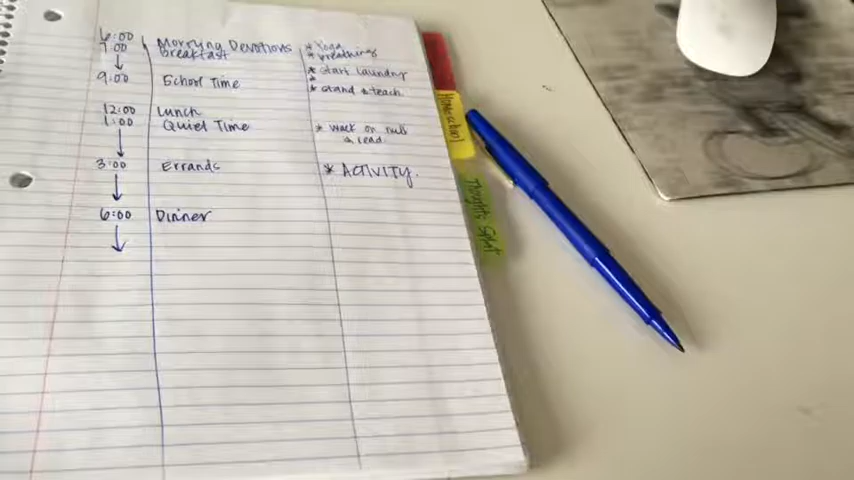 6:00 Morning Devotions * Yoga
7:00 breakfast * breathing
9:00 School Time * start laundry
* stand & teach
12:00 Lunch
1:00 Quiet Time * work on
& read.
3:00 Errands * ACTIVITY.
6:00 Dinner
Homeschool
Thoughts